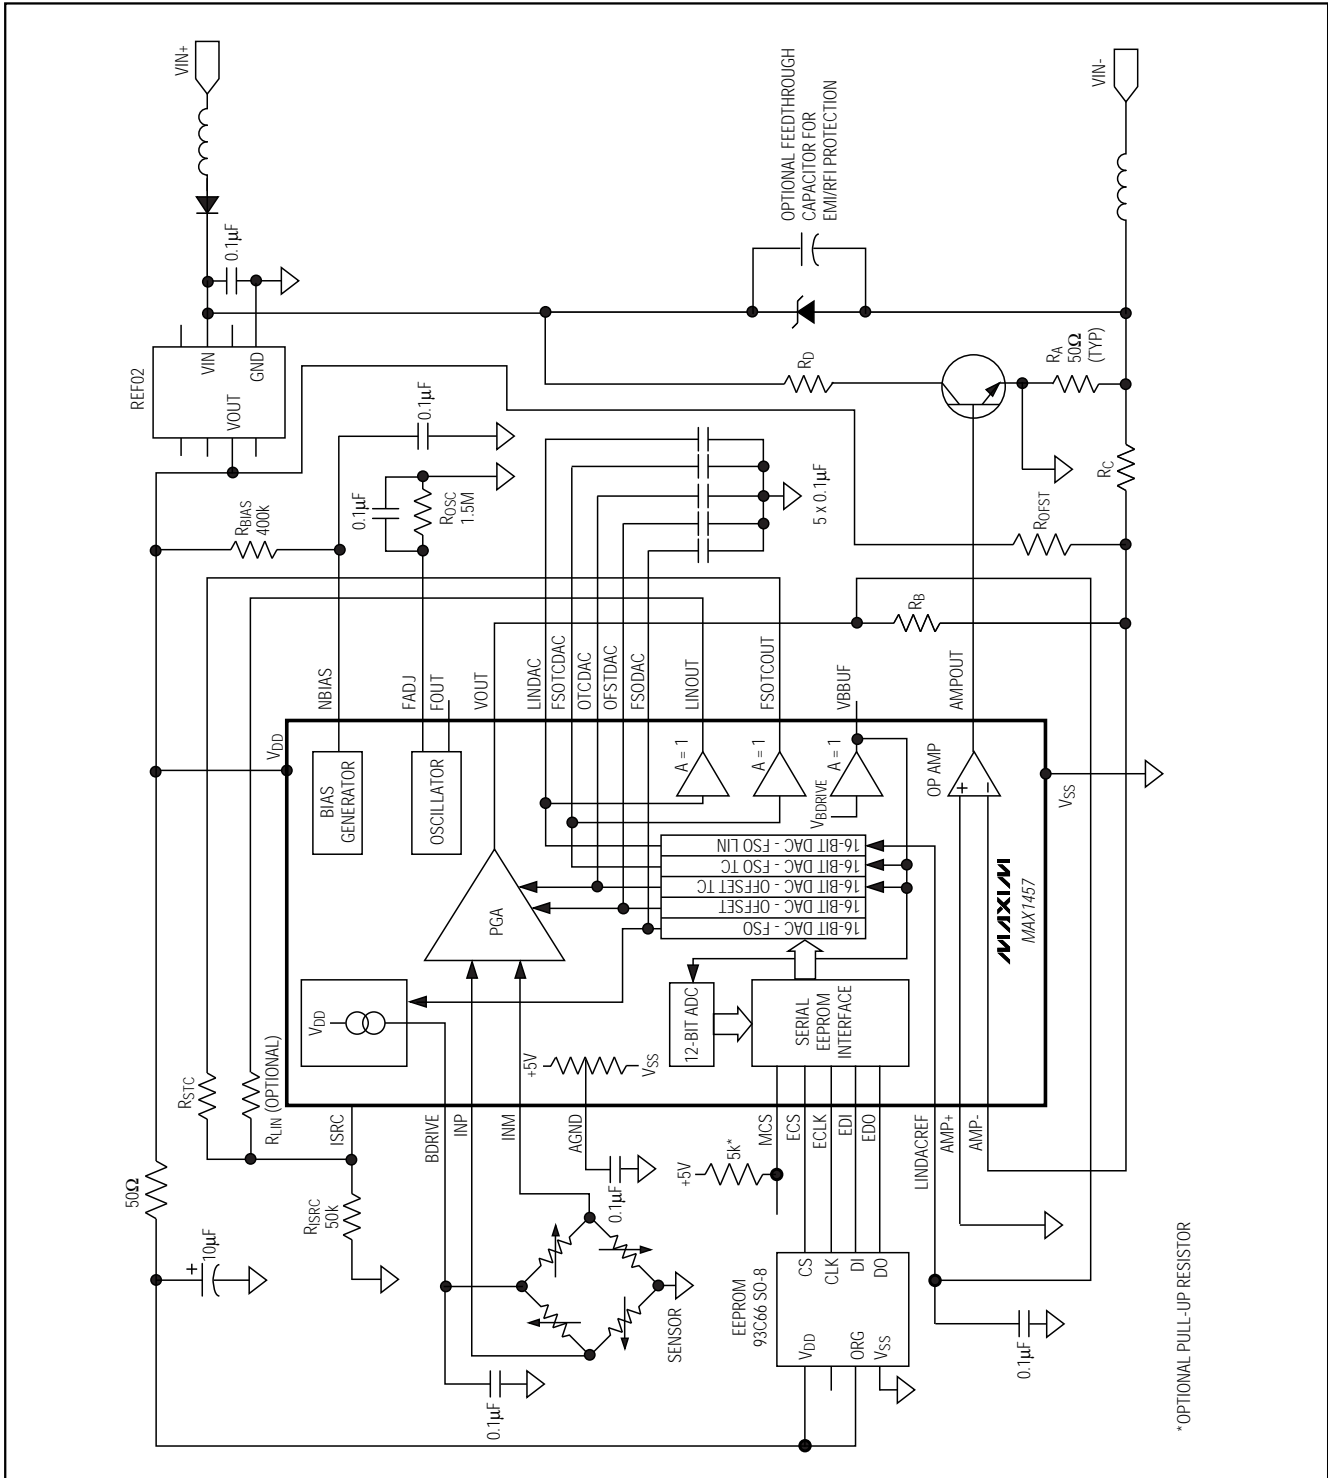 VIN+
VIN-
OPTIONAL FEEDTHROUGH
CAPACITOR FOR
EMI/RFI PROTECTION
0.1µF
REF02
VIN
GND
VOUT
RD
RA
50Ω
(TYP)
0.1µF
RBIAS
400k
0.1µF
ROSC
1.5M
5 x 0.1µF
ROFST
RC
RB
NBIAS
FADJ
FOUT
VOUT
LINDAC
FSOTCDAC
OTCDAC
OFSTDAC
FSODAC
LINOUT
FSOTCOUT
VBBUF
AMPOUT
VDD
BIAS
GENERATOR
OSCILLATOR
PGA
A = 1
A = 1
VBDRIVE
A = 1
OP AMP
+
−
VSS
16-BIT DAC - FSO LIN
16-BIT DAC - FSO TC
16-BIT DAC - OFFSET TC
16-BIT DAC - OFFSET
16-BIT DAC - FSO
MAXIM
MAX1457
VDD
12-BIT ADC
SERIAL
EEPROM
INTERFACE
+5V
VSS
RSTC
RLIN (OPTIONAL)
ISRC
BDRIVE
INP
INM
AGND
MCS
ECS
ECLK
EDI
EDO
LINDACREF
AMP+
AMP-
50Ω
+
10µF
RISRC
50k
0.1µF
+5V
5k*
SENSOR
0.1µF
EEPROM
93C66 SO-8
CS
CLK
DI
DO
VDD
ORG
VSS
0.1µF
*OPTIONAL PULL-UP RESISTOR